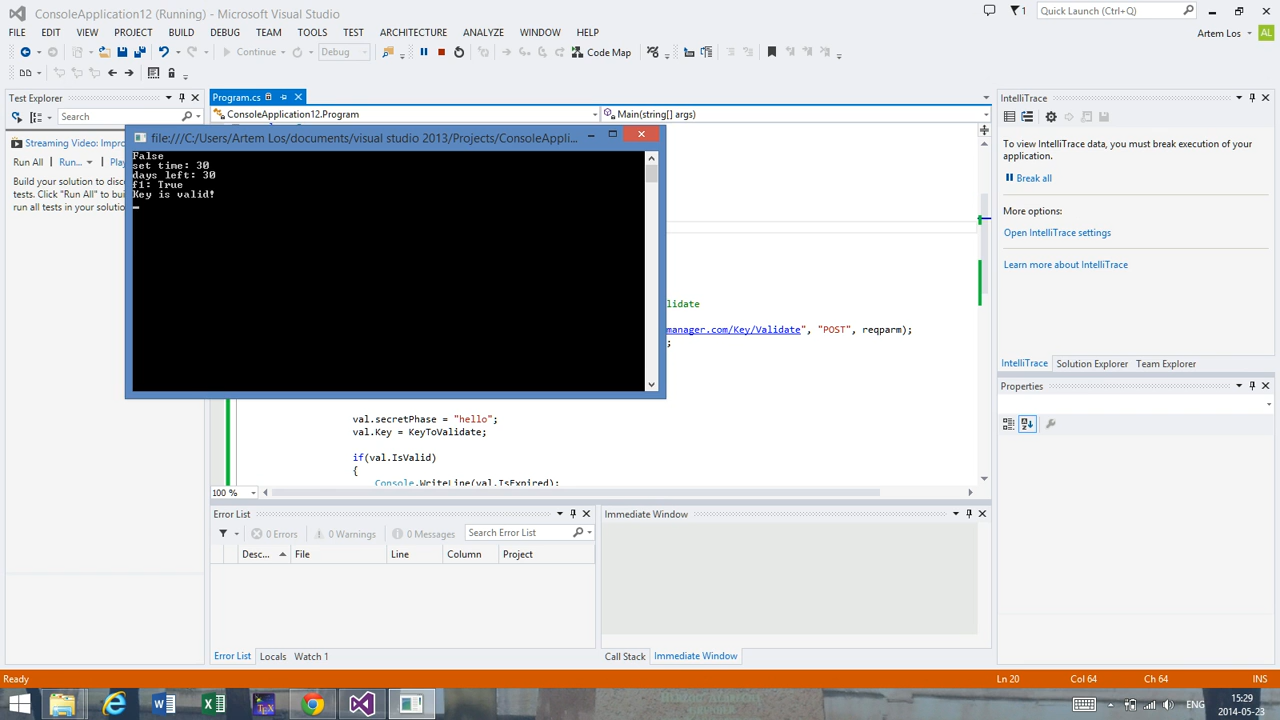 ConsoleApplication12 (Running) - Microsoft Visual Studio
1
Quick Launch (Ctrl+Q)
FILE EDIT VIEW PROJECT BUILD DEBUG TEAM TOOLS TEST ARCHITECTURE ANALYZE WINDOW HELP
Artem Los AL
Continue Debug Code Map
Test Explorer
Search
Streaming Video: Impro
Run All Run... Play
Build your solution to disc
tests. Click "Run All" to bui
run all tests in your solutio
Program.cs
ConsoleApplication12.Program
Main(string[] args)
file:///C:/Users/Artem Los/documents/visual studio 2013/Projects/ConsoleAppli...
False
set time: 30
days left: 30
f1: True
Key is valid!
lidate
manager.com/Key/Validate", "POST", reqparm);
;
val.secretPhase = "hello";
val.Key = KeyToValidate;
if(val.IsValid)
{
Console.WriteLine(val.IsExpired);
100 %
IntelliTrace
To view IntelliTrace data, you must break execution of your
application.
Break all
More options:
Open IntelliTrace settings
Learn more about IntelliTrace
IntelliTrace Solution Explorer Team Explorer
Properties
Error List
0 Errors 0 Warnings 0 Messages Search Error List
Desc... File Line Column Project
Error List Locals Watch 1
Immediate Window
Call Stack Immediate Window
Ready
Ln 20 Col 64 Ch 64 INS
ENG
15:29
2014-05-23